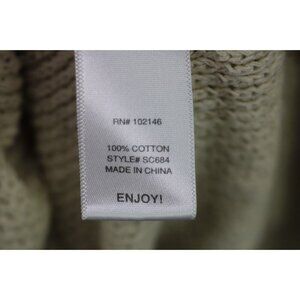 RN# 102146
100% COTTON
STYLE# SC684
MADE IN CHINA
ENJOY!